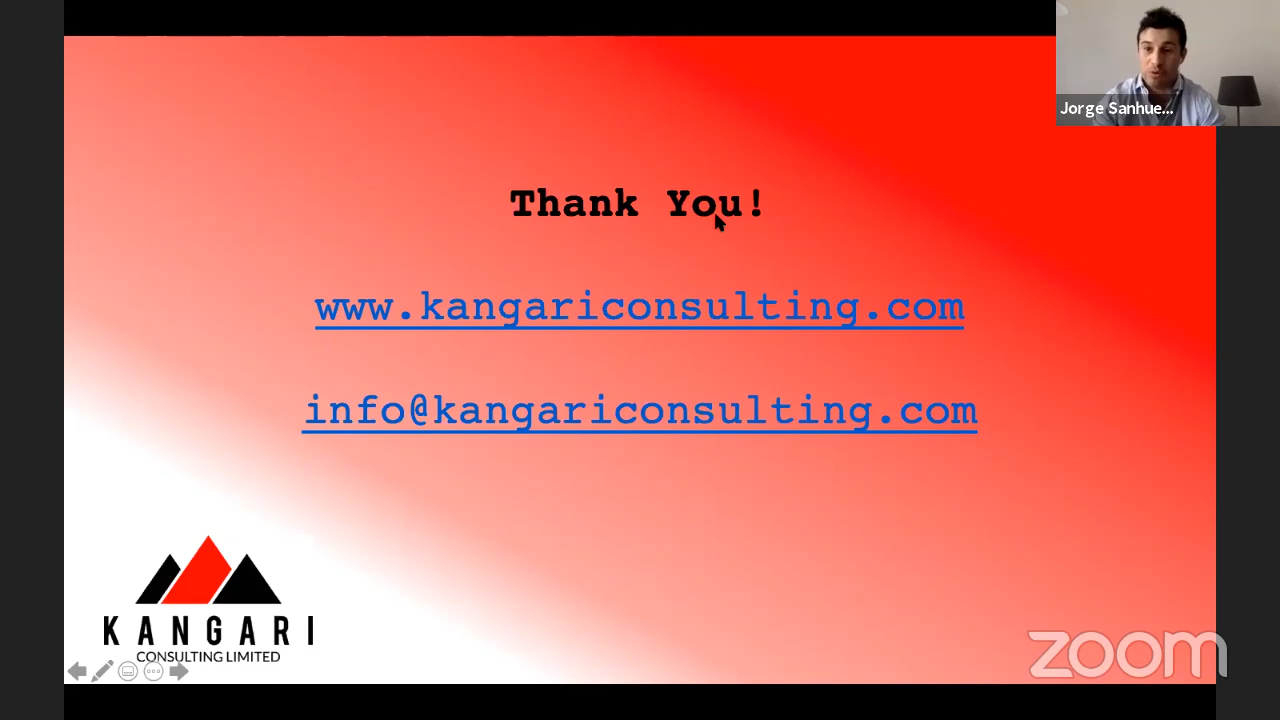 Jorge Sanhue...
Thank You!
www.kangariconsulting.com
info@kangariconsulting.com
KANGARI
CONSULTING LIMITED
zoom